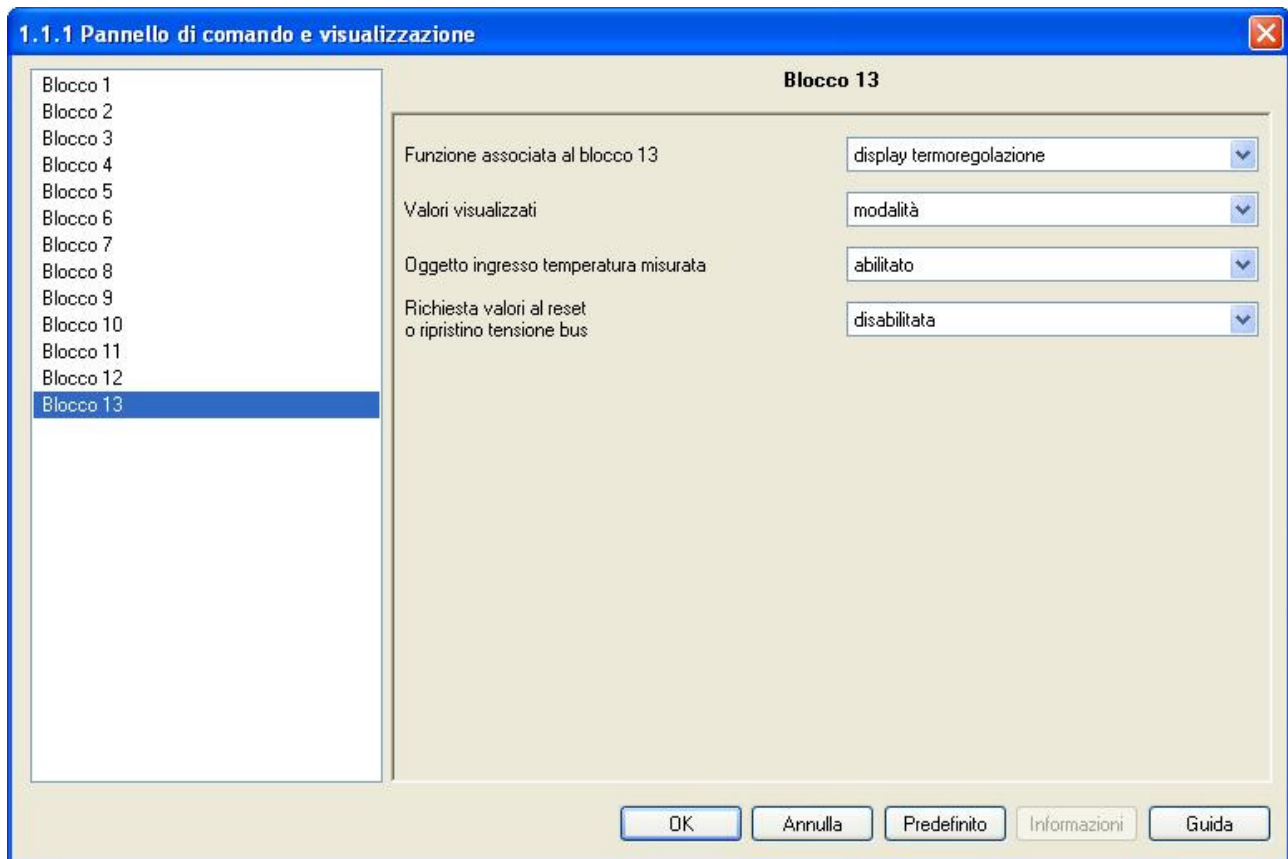 1.1.1 Pannello di comando e visualizzazione
Blocco 1
Blocco 2
Blocco 3
Blocco 4
Blocco 5
Blocco 6
Blocco 7
Blocco 8
Blocco 9
Blocco 10
Blocco 11
Blocco 12
Blocco 13
Blocco 13
Funzione associata al blocco 13
display termoregolazione
Valori visualizzati
modalità
Oggetto ingresso temperatura misurata
abilitato
Richiesta valori al reset
o ripristino tensione bus
disabilitata
OK
Annulla
Predefinito
Informazioni
Guida